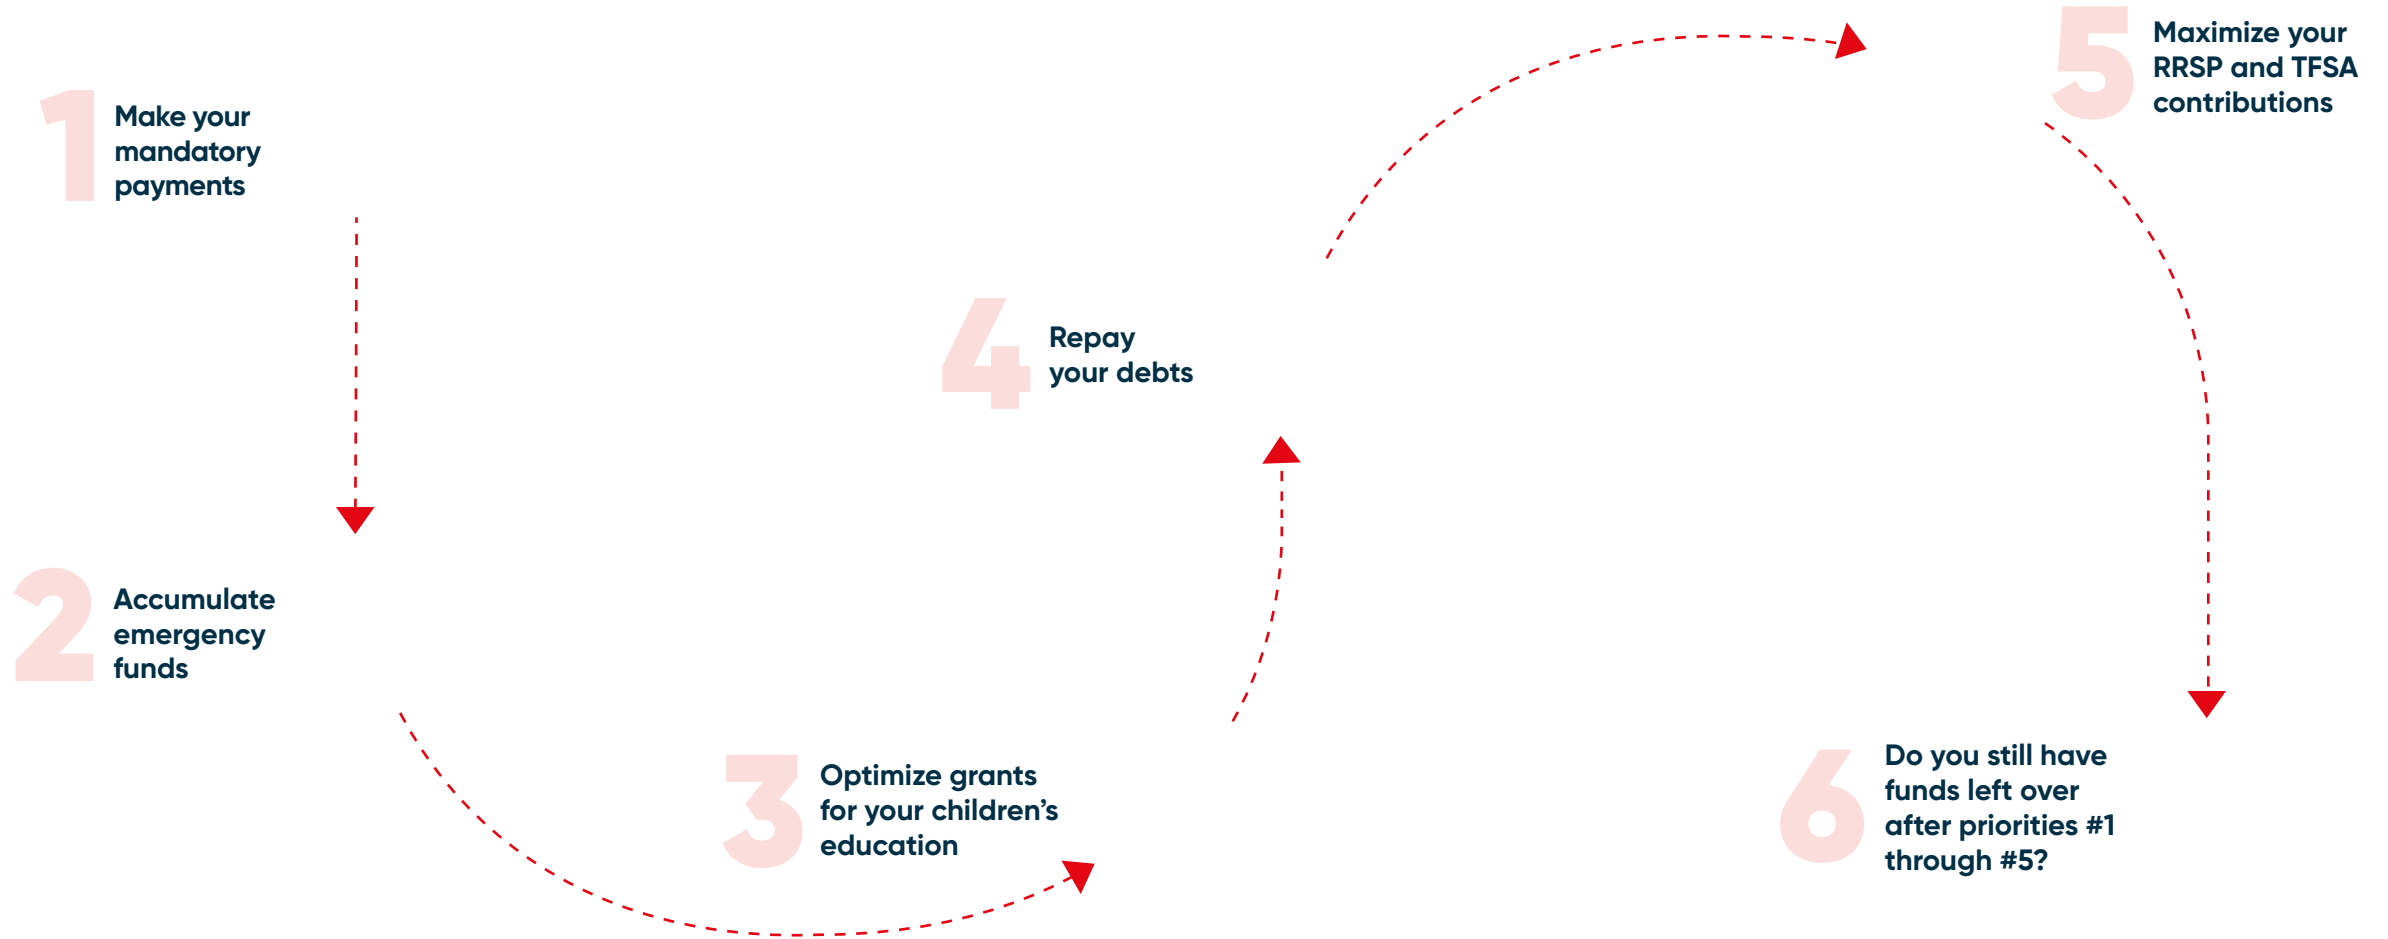 1
Make your
mandatory
payments
2
Accumulate
emergency
funds
3
Optimize grants
for your children’s
education
4
Repay
your debts
5
Maximize your
RRSP and TFSA
contributions
6
Do you still have
funds left over
after priorities #1
through #5?